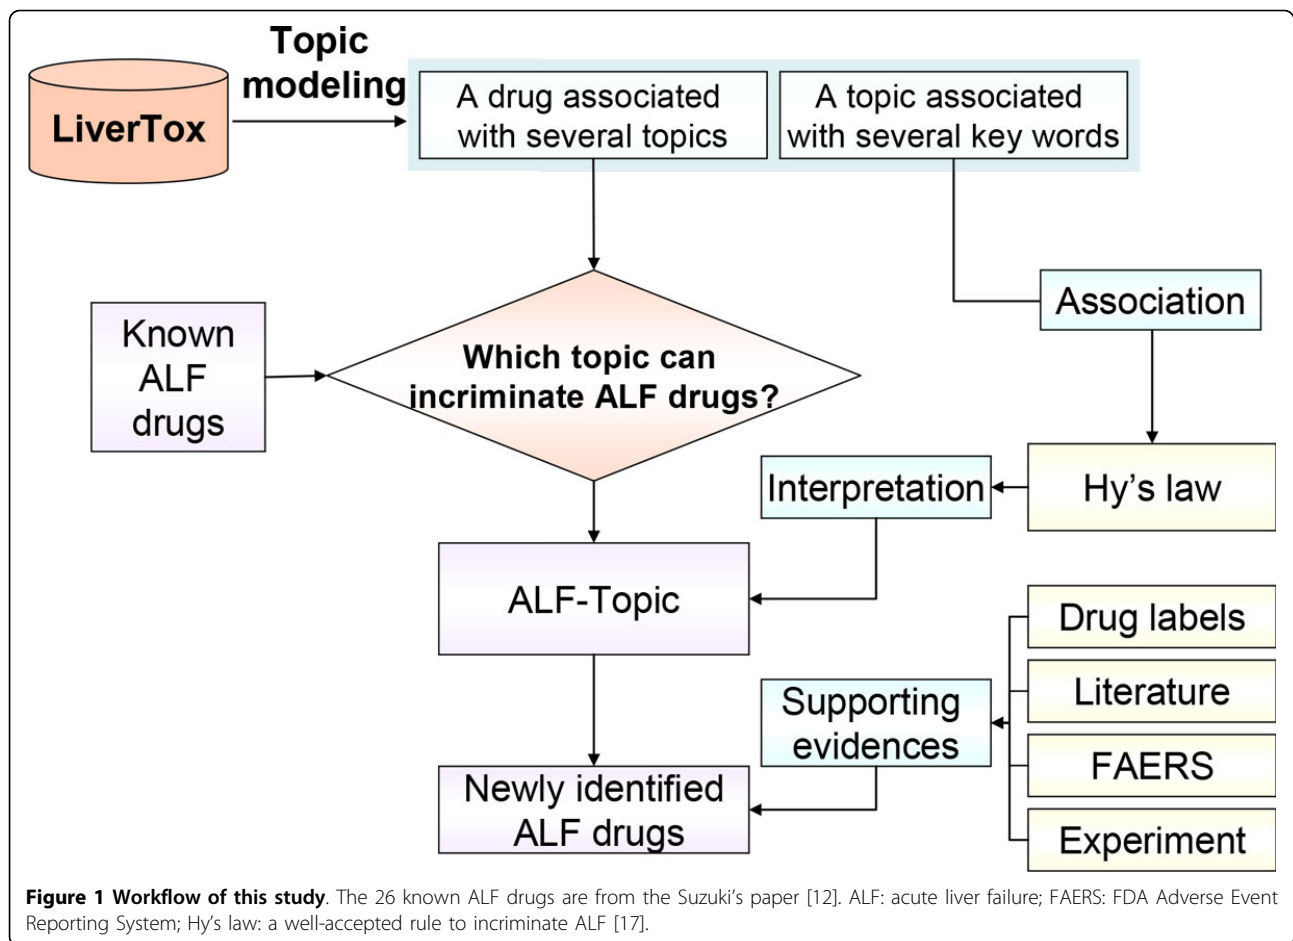 Topic
modeling
LiverTox
A drug associated
with several topics
A topic associated
with several key words
Association
Known
ALF
drugs
Which topic can
incriminate ALF drugs?
Interpretation
Hy's law
ALF-Topic
Drug labels
Supporting
evidences
Literature
FAERS
Newly identified
ALF drugs
Experiment
Figure 1 Workflow of this study. The 26 known ALF drugs are from the Suzuki's paper [12]. ALF: acute liver failure; FAERS: FDA Adverse Event
Reporting System; Hy's law: a well-accepted rule to incriminate ALF [17].